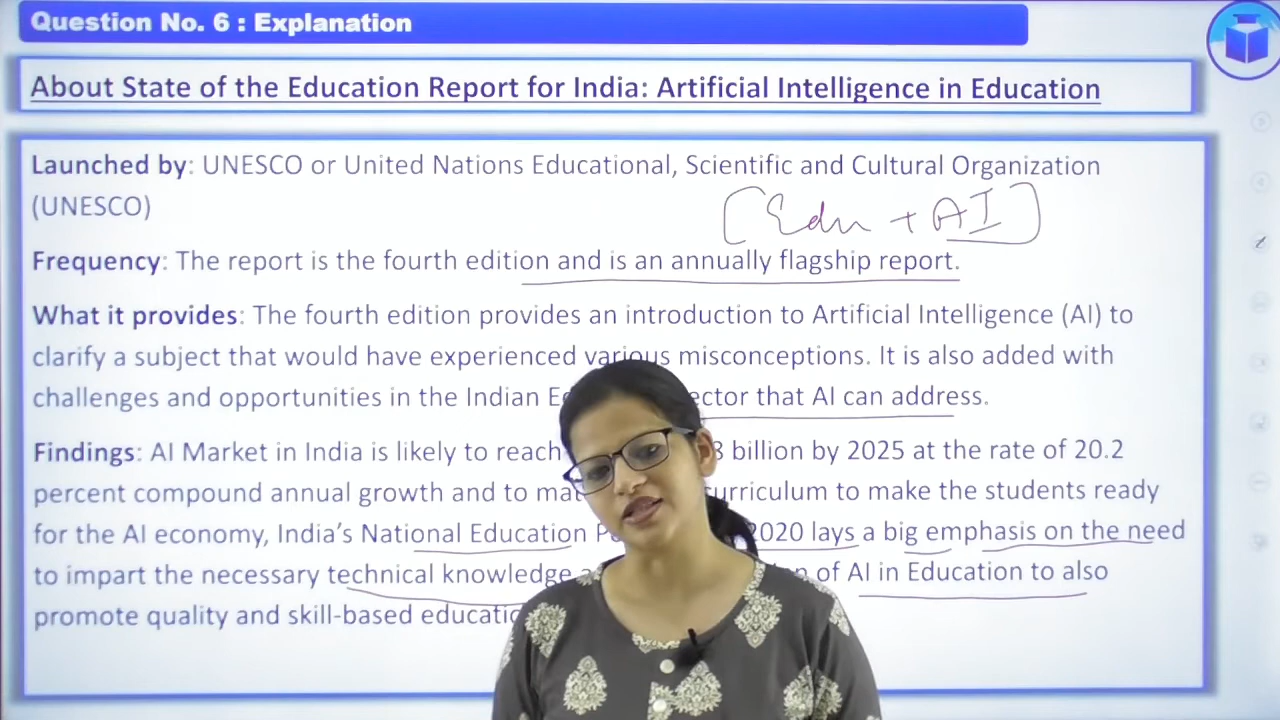 Question No. 6 : Explanation
About State of the Education Report for India: Artificial Intelligence in Education
Launched by: UNESCO or United Nations Educational, Scientific and Cultural Organization
(UNESCO)
[Edu + AI]
Frequency: The report is the fourth edition and is an annually flagship report.
What it provides: The fourth edition provides an introduction to Artificial Intelligence (AI) to
clarify a subject that would have experienced various misconceptions. It is also added with
challenges and opportunities in the Indian that AI can address.
Findings: AI Market in India is likely to reach billion by 2025 at the rate of 20.2
percent compound annual growth and to curriculum to make the students ready
for the AI economy, India's National Education 2020 lays a big emphasis on the need
to impart the necessary technical knowledge of AI in Education to also
promote quality and skill-based